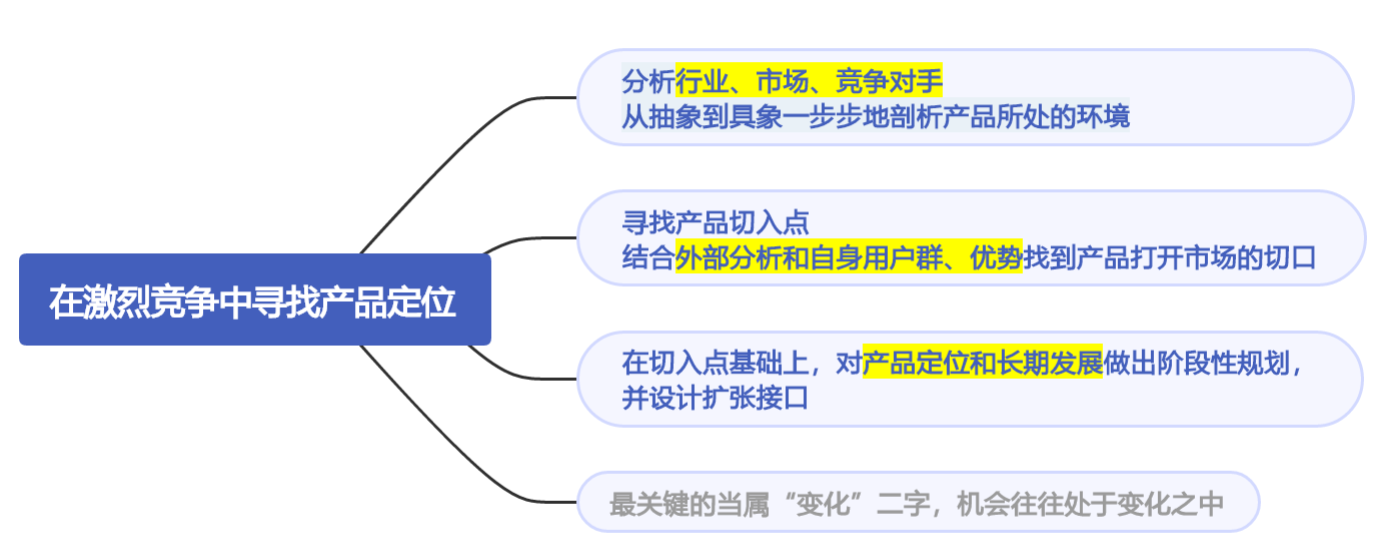 分析行业、市场、竞争对手
从抽象到具象一步步地剖析产品所处的环境
寻找产品切入点
结合外部分析和自身用户群、优势找到产品打开市场的切口
在激烈竞争中寻找产品定位
在切入点基础上，对产品定位和长期发展做出阶段性规划，
并设计扩张接口
最关键的当属“变化”二字，机会往往处于变化之中